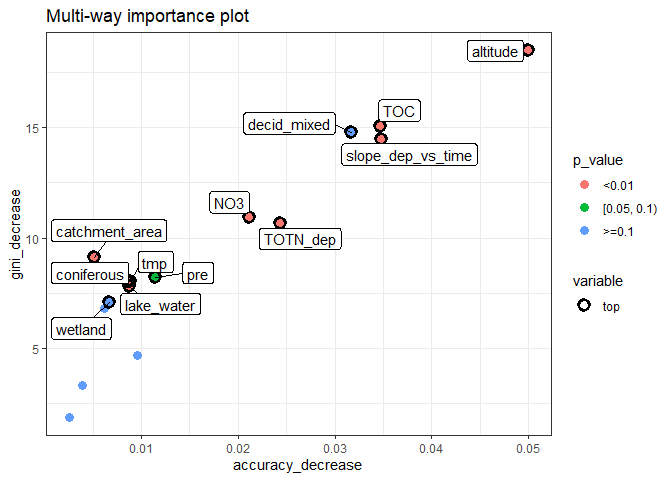 Multi-way importance plot
altitude
TOC
decid_mixed
15
slope_dep_vs_time
p_value
<0.01
[0.05, 0.1)
>=0.1
NO3
TOTN_dep
gini_decrease
10
catchment_area
coniferous
tmp
pre
lake_water
wetland
variable
top
5
0.01
0.02
0.03
0.04
0.05
accuracy_decrease